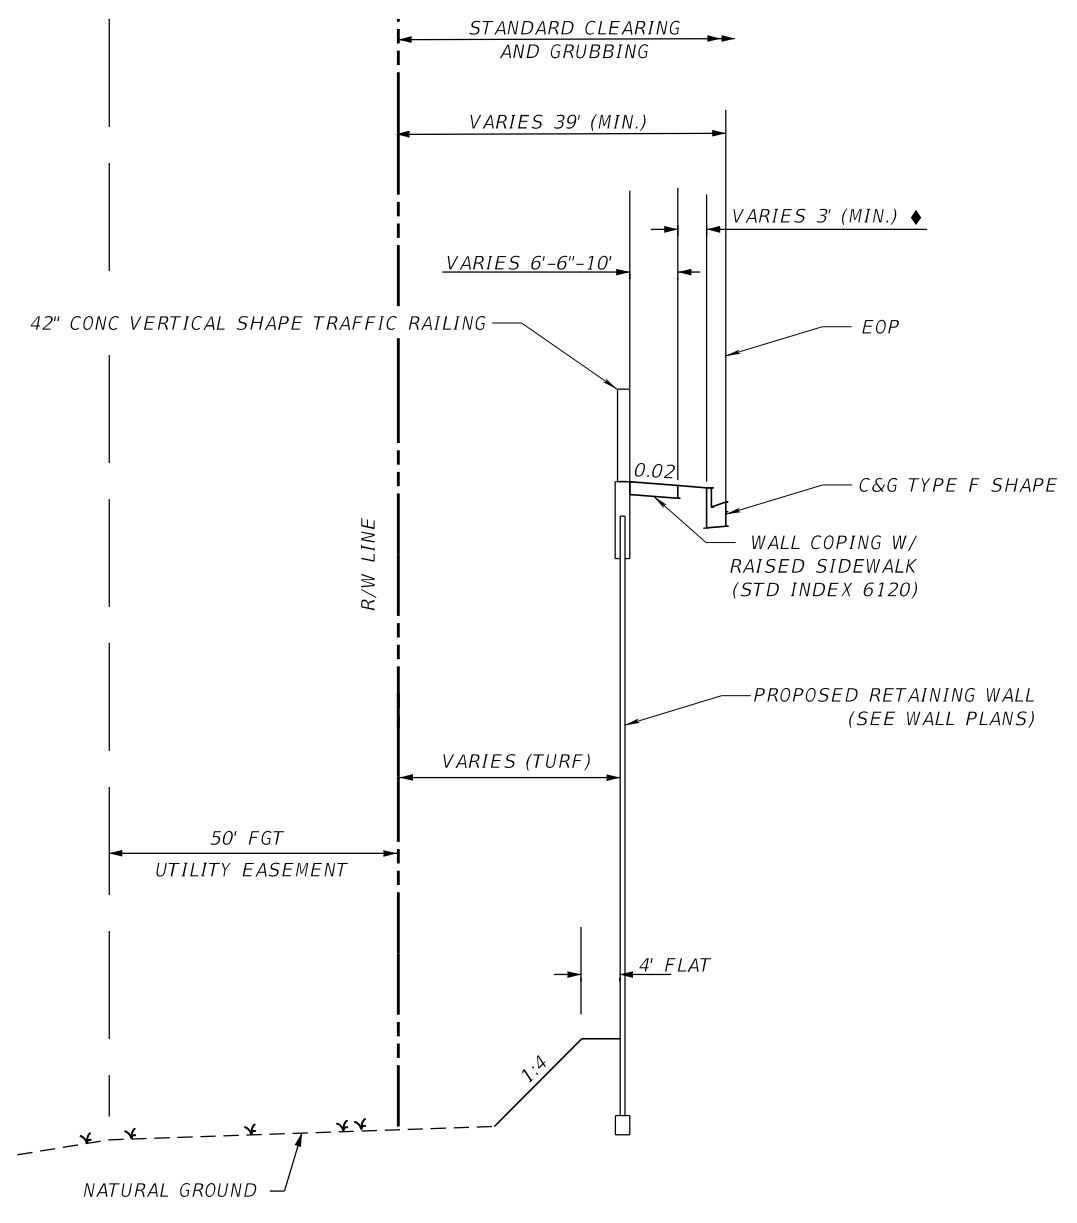 STANDARD CLEARING
AND GRUBBING
VARIES 39' (MIN.)
VARIES 3' (MIN.) ♦
VARIES 6'-6"-10'
42" CONC VERTICAL SHAPE TRAFFIC RAILING
EOP
0.02
C&G TYPE F SHAPE
R/W LINE
WALL COPING W/
RAISED SIDEWALK
(STD INDEX 6120)
PROPOSED RETAINING WALL
(SEE WALL PLANS)
VARIES (TURF)
50' FGT
UTILITY EASEMENT
4' FLAT
1:4
NATURAL GROUND